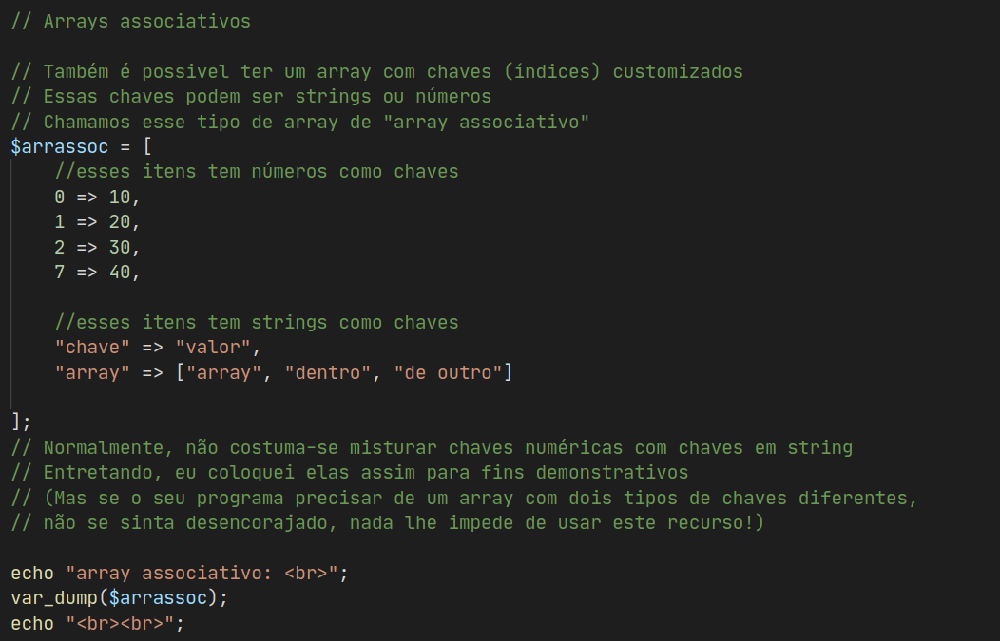 // Arrays associativos
// Também é possivel ter um array com chaves (índices) customizados
// Essas chaves podem ser strings ou números
// Chamamos esse tipo de array de "array associativo"
$arrassoc = [
    //esses itens tem números como chaves
    0 => 10,
    1 => 20,
    2 => 30,
    7 => 40,
    //esses itens tem strings como chaves
    "chave" => "valor",
    "array" => ["array", "dentro", "de outro"]
];
// Normalmente, não costuma-se misturar chaves numéricas com chaves em string
// Entretando, eu coloquei elas assim para fins demonstrativos
// (Mas se o seu programa precisar de um array com dois tipos de chaves diferentes,
// não se sinta desencorajado, nada lhe impede de usar este recurso!)
echo "array associativo: <br>";
var_dump($arrassoc);
echo "<br><br>";